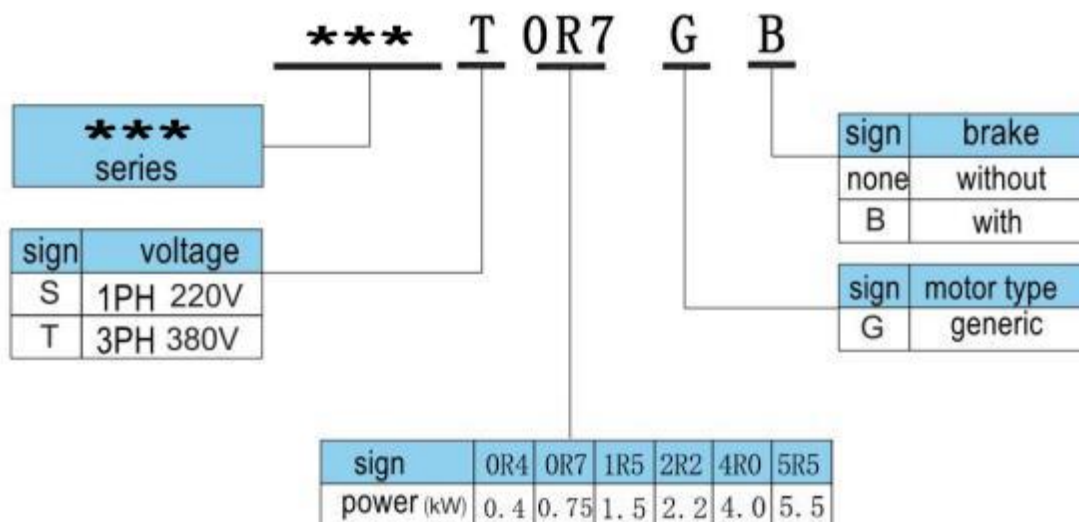 *** T 0R7 G B
***
series
sign voltage
S 1PH 220V
T 3PH 380V
sign brake
none without
B with
sign motor type
G generic
sign 0R4 0R7 1R5 2R2 4R0 5R5
power (kW) 0.4 0.75 1.5 2.2 4.0 5.5